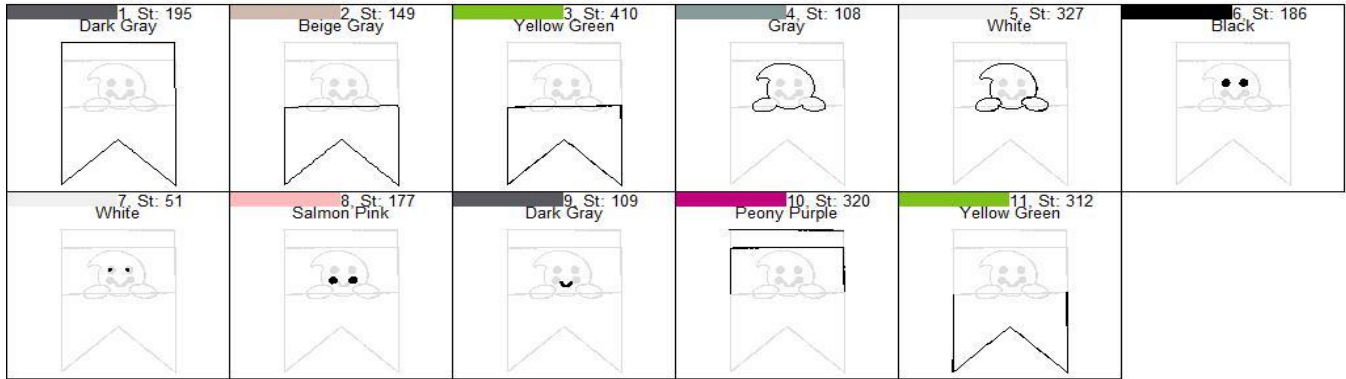 1, St: 195
Dark Gray
2, St: 149
Beige Gray
3, St: 410
Yellow Green
4, St: 108
Gray
5, St: 327
White
6, St: 186
Black
7, St: 51
White
8, St: 177
Salmon Pink
9, St: 109
Dark Gray
10, St: 320
Peony Purple
11, St: 312
Yellow Green